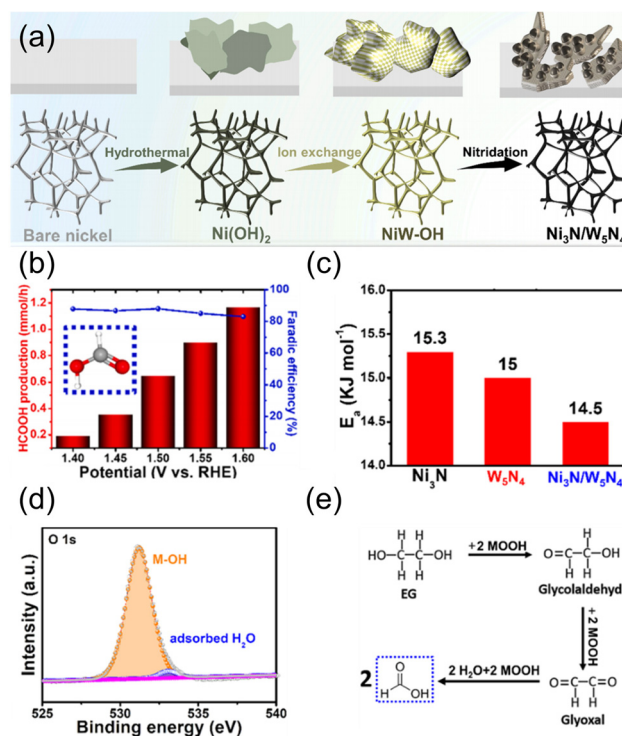 (a)
Hydrothermal
Ion exchange
Nitridation
Bare nickel
Ni(OH)₂
NiW-OH
Ni₃N/W₅N₄
(b)
HCOOH production (mmol/h)
1.2
1.0
0.8
0.6
0.4
0.2
100
80
60
40
20
0
Faradic efficiency (%)
1.40 1.45 1.50 1.55 1.60
Potential (V vs. RHE)
(c)
Eₐ (KJ mol⁻¹)
16.0
15.5
15.0
14.5
14.0
15.3
15
14.5
Ni₃N
W₅N₄
Ni₃N/W₅N₄
(d)
O 1s
M-OH
adsorbed H₂O
Intensity (a.u.)
525 530 535 540
Binding energy (eV)
(e)
H H
HO-C-C-OH
H H
EG
+2 MOOH
H
O=C-C-OH
H H
Glycolaldehyd
+ 2 MOOH
O=C-C=O
H H
Glyoxal
2 H₂O+2 MOOH
2
O
H OH